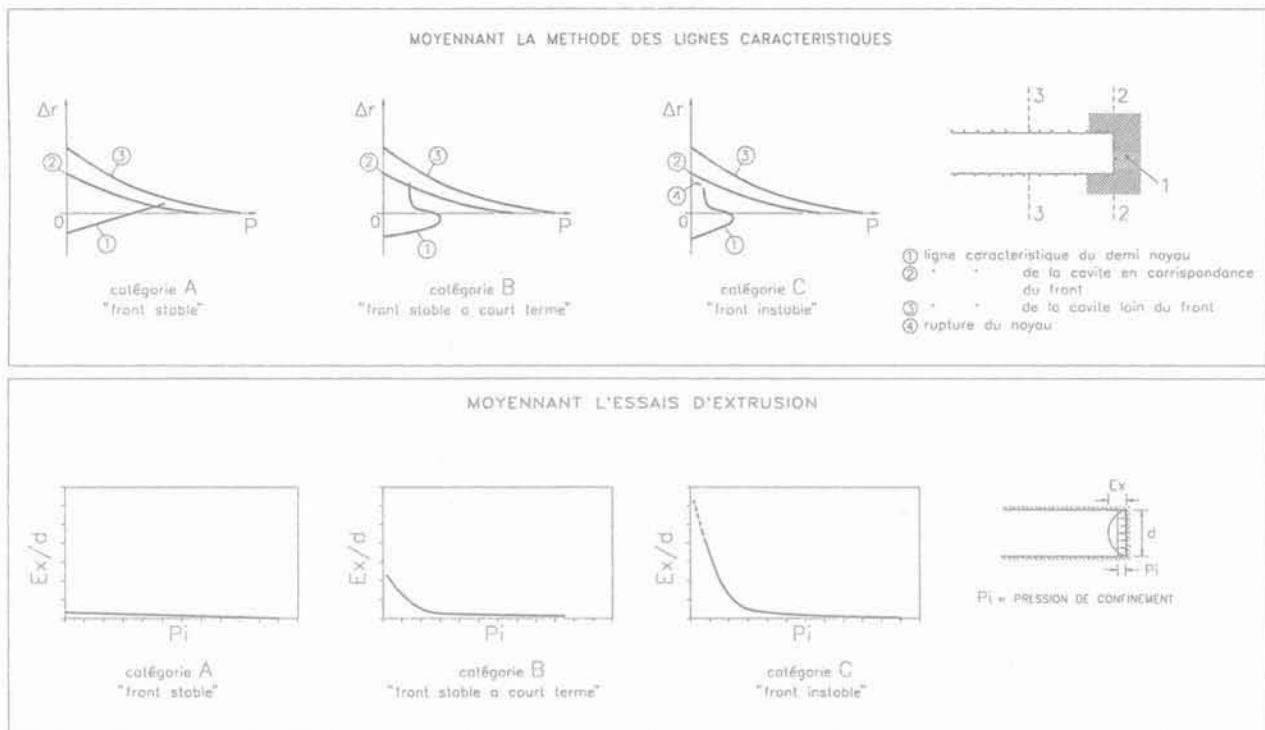 MOYENNANT LA METHODE DES LIGNES CARACTERISTIQUES
Δr
②
③
0
P
①
catégorie A
"front stable"
Δr
②
③
0
P
①
catégorie B
"front stable a court terme"
Δr
②
③
④
0
P
①
catégorie C
"front instable"
3
2
1
3
2
① ligne caracteristique du demi noyau
② " " de la cavite en corrispondance
du front
③ " " de la cavite loin du front
④ rupture du noyau
MOYENNANT L'ESSAIS D'EXTRUSION
Ex/d
Pi
catégorie A
"front stable"
Ex/d
Pi
catégorie B
"front stable a court terme"
Ex/d
Pi
catégorie C
"front instable"
Ex
d
Pi
Pi = PRESSION DE CONFINEMENT